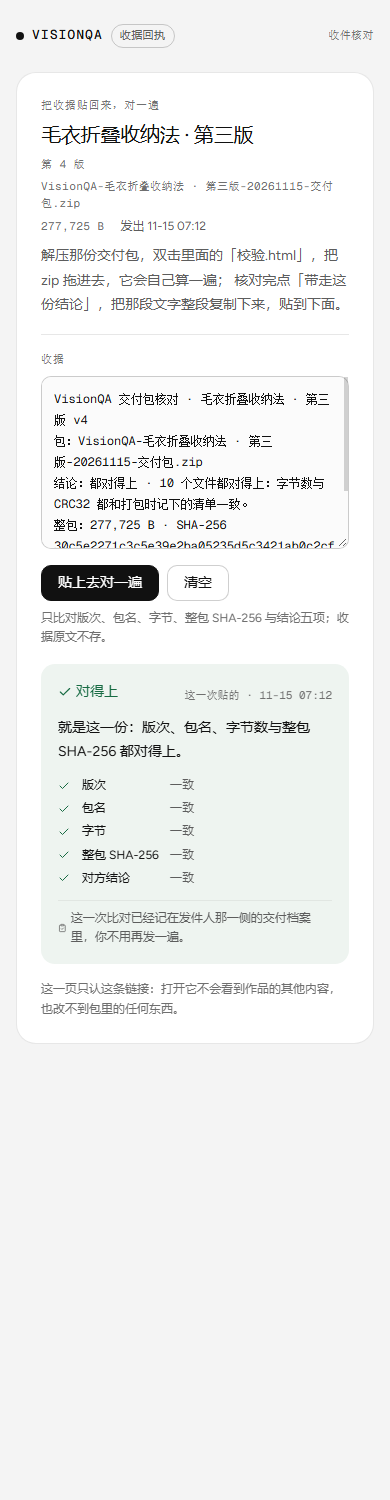 VISIONQA 收据回执 收件核对
把收据贴回来，对一遍
毛衣折叠收纳法 · 第三版
第 4 版
VisionQA-毛衣折叠收纳法 · 第三版-20261115-交付
包.zip
277,725 B 发出 11-15 07:12
解压那份交付包，双击里面的「校验.html」，把
zip 拖进去，它会自己算一遍； 核对完点「带走这
份结论」，把那段文字整段复制下来，贴到下面。
收据
VisionQA 交付包核对 · 毛衣折叠收纳法 · 第三
版 v4
包：VisionQA-毛衣折叠收纳法 · 第三
版-20261115-交付包.zip
结论：都对得上 · 10 个文件都对得上：字节数与
CRC32 都和打包时记下的清单一致。
整包：277,725 B · SHA-256
30c5e2271c3c5e39e2ba05235d5c3421ab0c2cf
贴上去对一遍 清空
只比对版次、包名、字节、整包 SHA-256 与结论五项；收
据原文不存。
对得上 这一次贴的 · 11-15 07:12
就是这一份：版次、包名、字节数与整包
SHA-256 都对得上。
版次 一致
包名 一致
字节 一致
整包 SHA-256 一致
对方结论 一致
这一次比对已经记在发件人那一侧的交付档案
里，你不用再发一遍。
这一页只认这条链接：打开它不会看到作品的其他内容，
也改不到包里的任何东西。